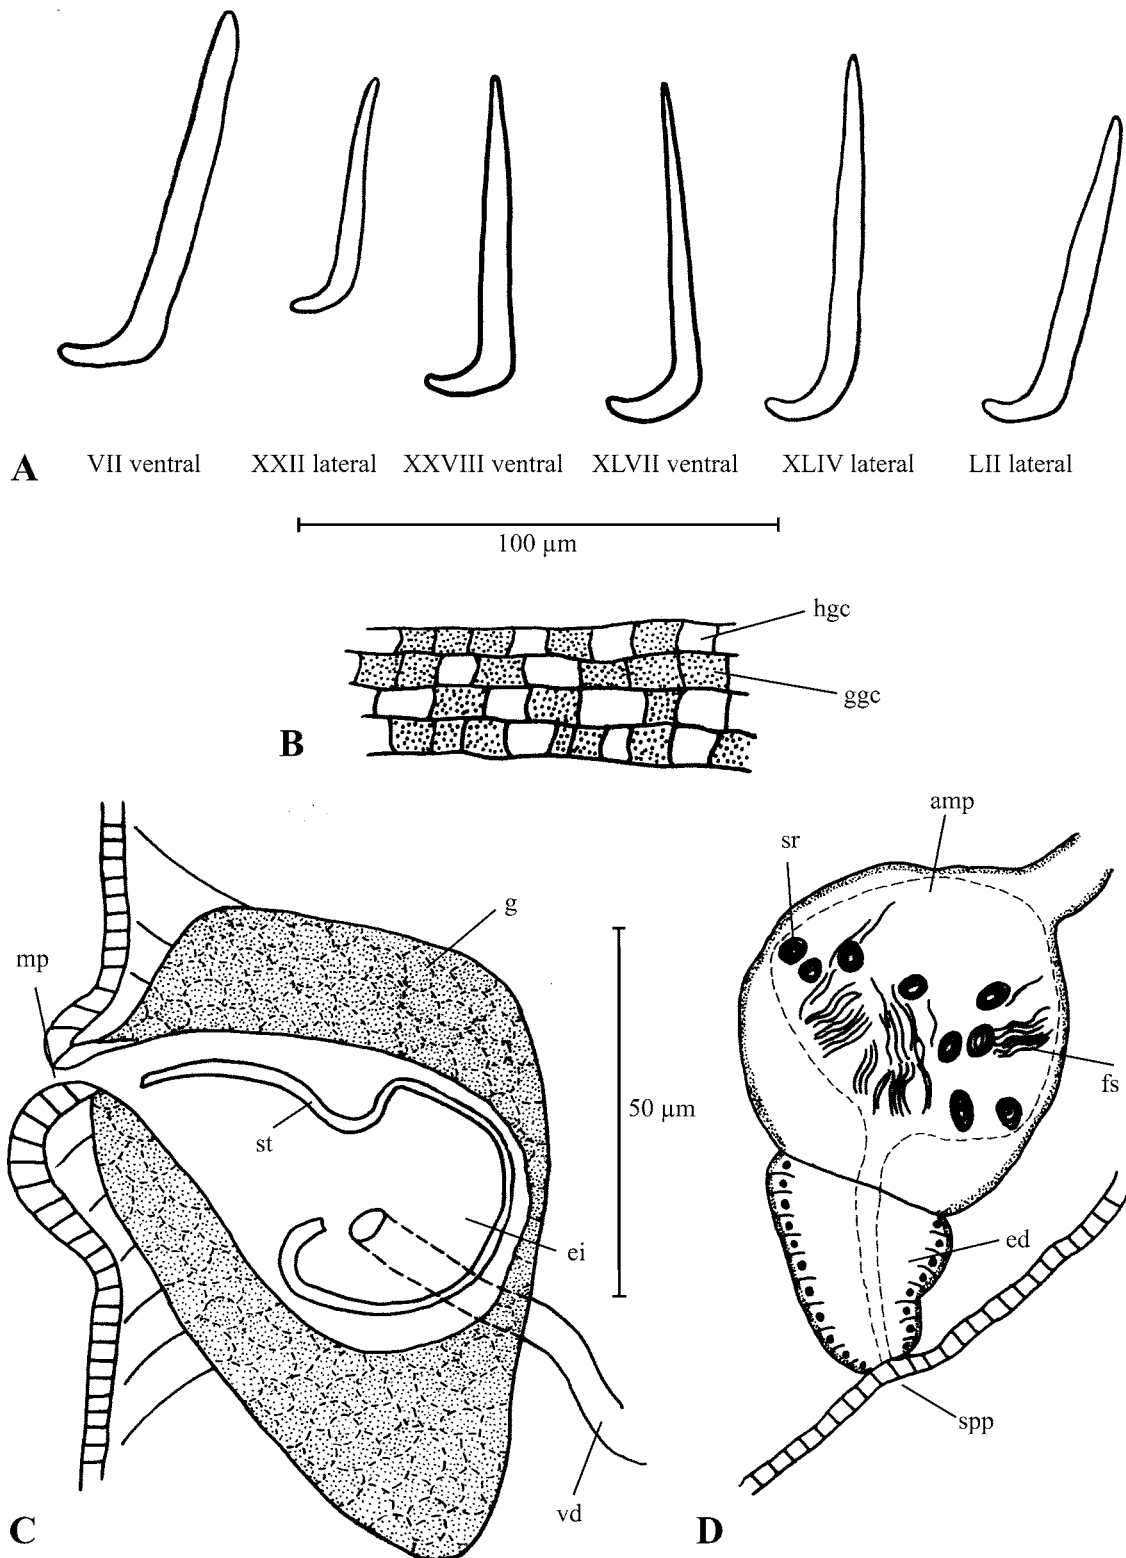 A VII ventral XXII lateral XXVIII ventral XLVII ventral XLIV lateral LII lateral
100 µm
hgc
ggc
B
amp
sr
g
mp
fs
50 µm
st
ei
ed
spp
vd
C
D